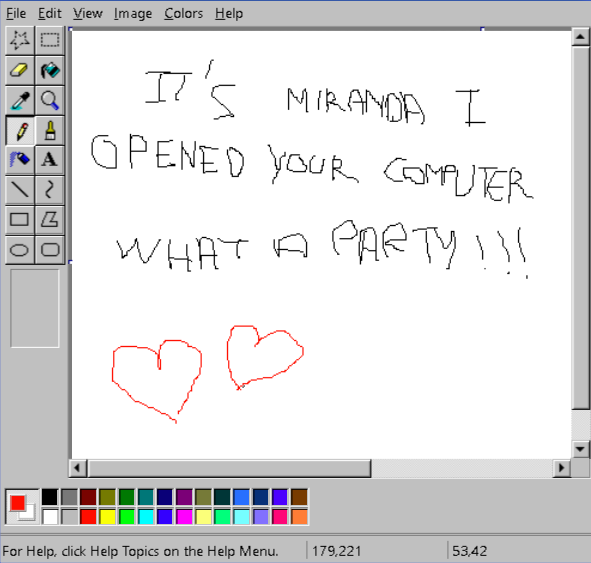 File Edit View Image Colors Help
A
IT'S MIRANDA I
OPENED YOUR COMPUTER
WHAT A PARTY!!!
For Help, click Help Topics on the Help Menu. 179,221 53,42